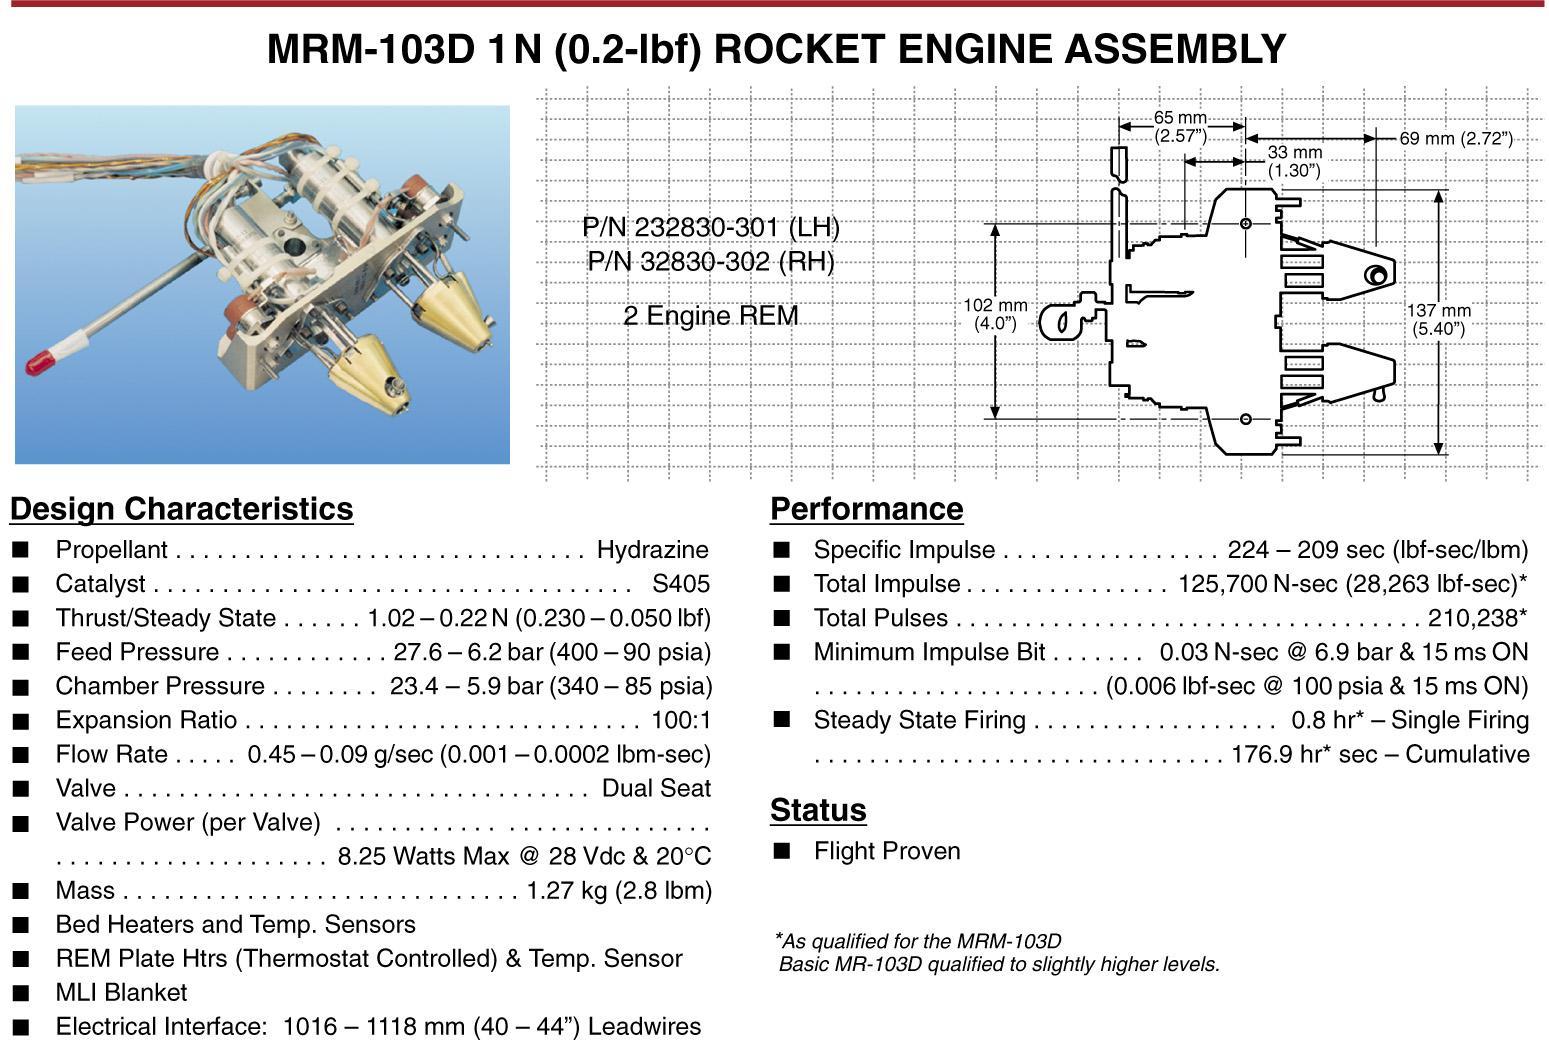 MRM-103D 1N (0.2-lbf) ROCKET ENGINE ASSEMBLY
P/N 232830-301 (LH)
P/N 32830-302 (RH)
2 Engine REM
65 mm
(2.57”)
69 mm (2.72”)
33 mm
(1.30”)
102 mm
(4.0”)
137 mm
(5.40”)
Design Characteristics
■ Propellant . . . . . . . . . . . . . . . . . . . . . . . . . . . . . . Hydrazine
■ Catalyst . . . . . . . . . . . . . . . . . . . . . . . . . . . . . . . . . . . S405
■ Thrust/Steady State . . . . . . 1.02 – 0.22 N (0.230 – 0.050 lbf)
■ Feed Pressure . . . . . . . . . . . . 27.6 – 6.2 bar (400 – 90 psia)
■ Chamber Pressure . . . . . . . . 23.4 – 5.9 bar (340 – 85 psia)
■ Expansion Ratio . . . . . . . . . . . . . . . . . . . . . . . . . . . . . 100:1
■ Flow Rate . . . . . 0.45 – 0.09 g/sec (0.001 – 0.0002 lbm-sec)
■ Valve . . . . . . . . . . . . . . . . . . . . . . . . . . . . . . . . . . Dual Seat
■ Valve Power (per Valve) . . . . . . . . . . . . . . . . . . . . . . . . . . . .
. . . . . . . . . . . . . . . . . . . . 8.25 Watts Max @ 28 Vdc & 20°C
■ Mass . . . . . . . . . . . . . . . . . . . . . . . . . . . . . 1.27 kg (2.8 lbm)
■ Bed Heaters and Temp. Sensors
■ REM Plate Htrs (Thermostat Controlled) & Temp. Sensor
■ MLI Blanket
■ Electrical Interface: 1016 – 1118 mm (40 – 44”) Leadwires
Performance
■ Specific Impulse . . . . . . . . . . . . . . . . 224 – 209 sec (lbf-sec/lbm)
■ Total Impulse . . . . . . . . . . . . . . . 125,700 N-sec (28,263 lbf-sec)*
■ Total Pulses . . . . . . . . . . . . . . . . . . . . . . . . . . . . . . . . . . 210,238*
■ Minimum Impulse Bit . . . . . . . 0.03 N-sec @ 6.9 bar & 15 ms ON
. . . . . . . . . . . . . . . . . . . . . (0.006 lbf-sec @ 100 psia & 15 ms ON)
■ Steady State Firing . . . . . . . . . . . . . . . . . . 0.8 hr* – Single Firing
. . . . . . . . . . . . . . . . . . . . . . . . . . . . . . 176.9 hr* sec – Cumulative
Status
■ Flight Proven
*As qualified for the MRM-103D
Basic MR-103D qualified to slightly higher levels.